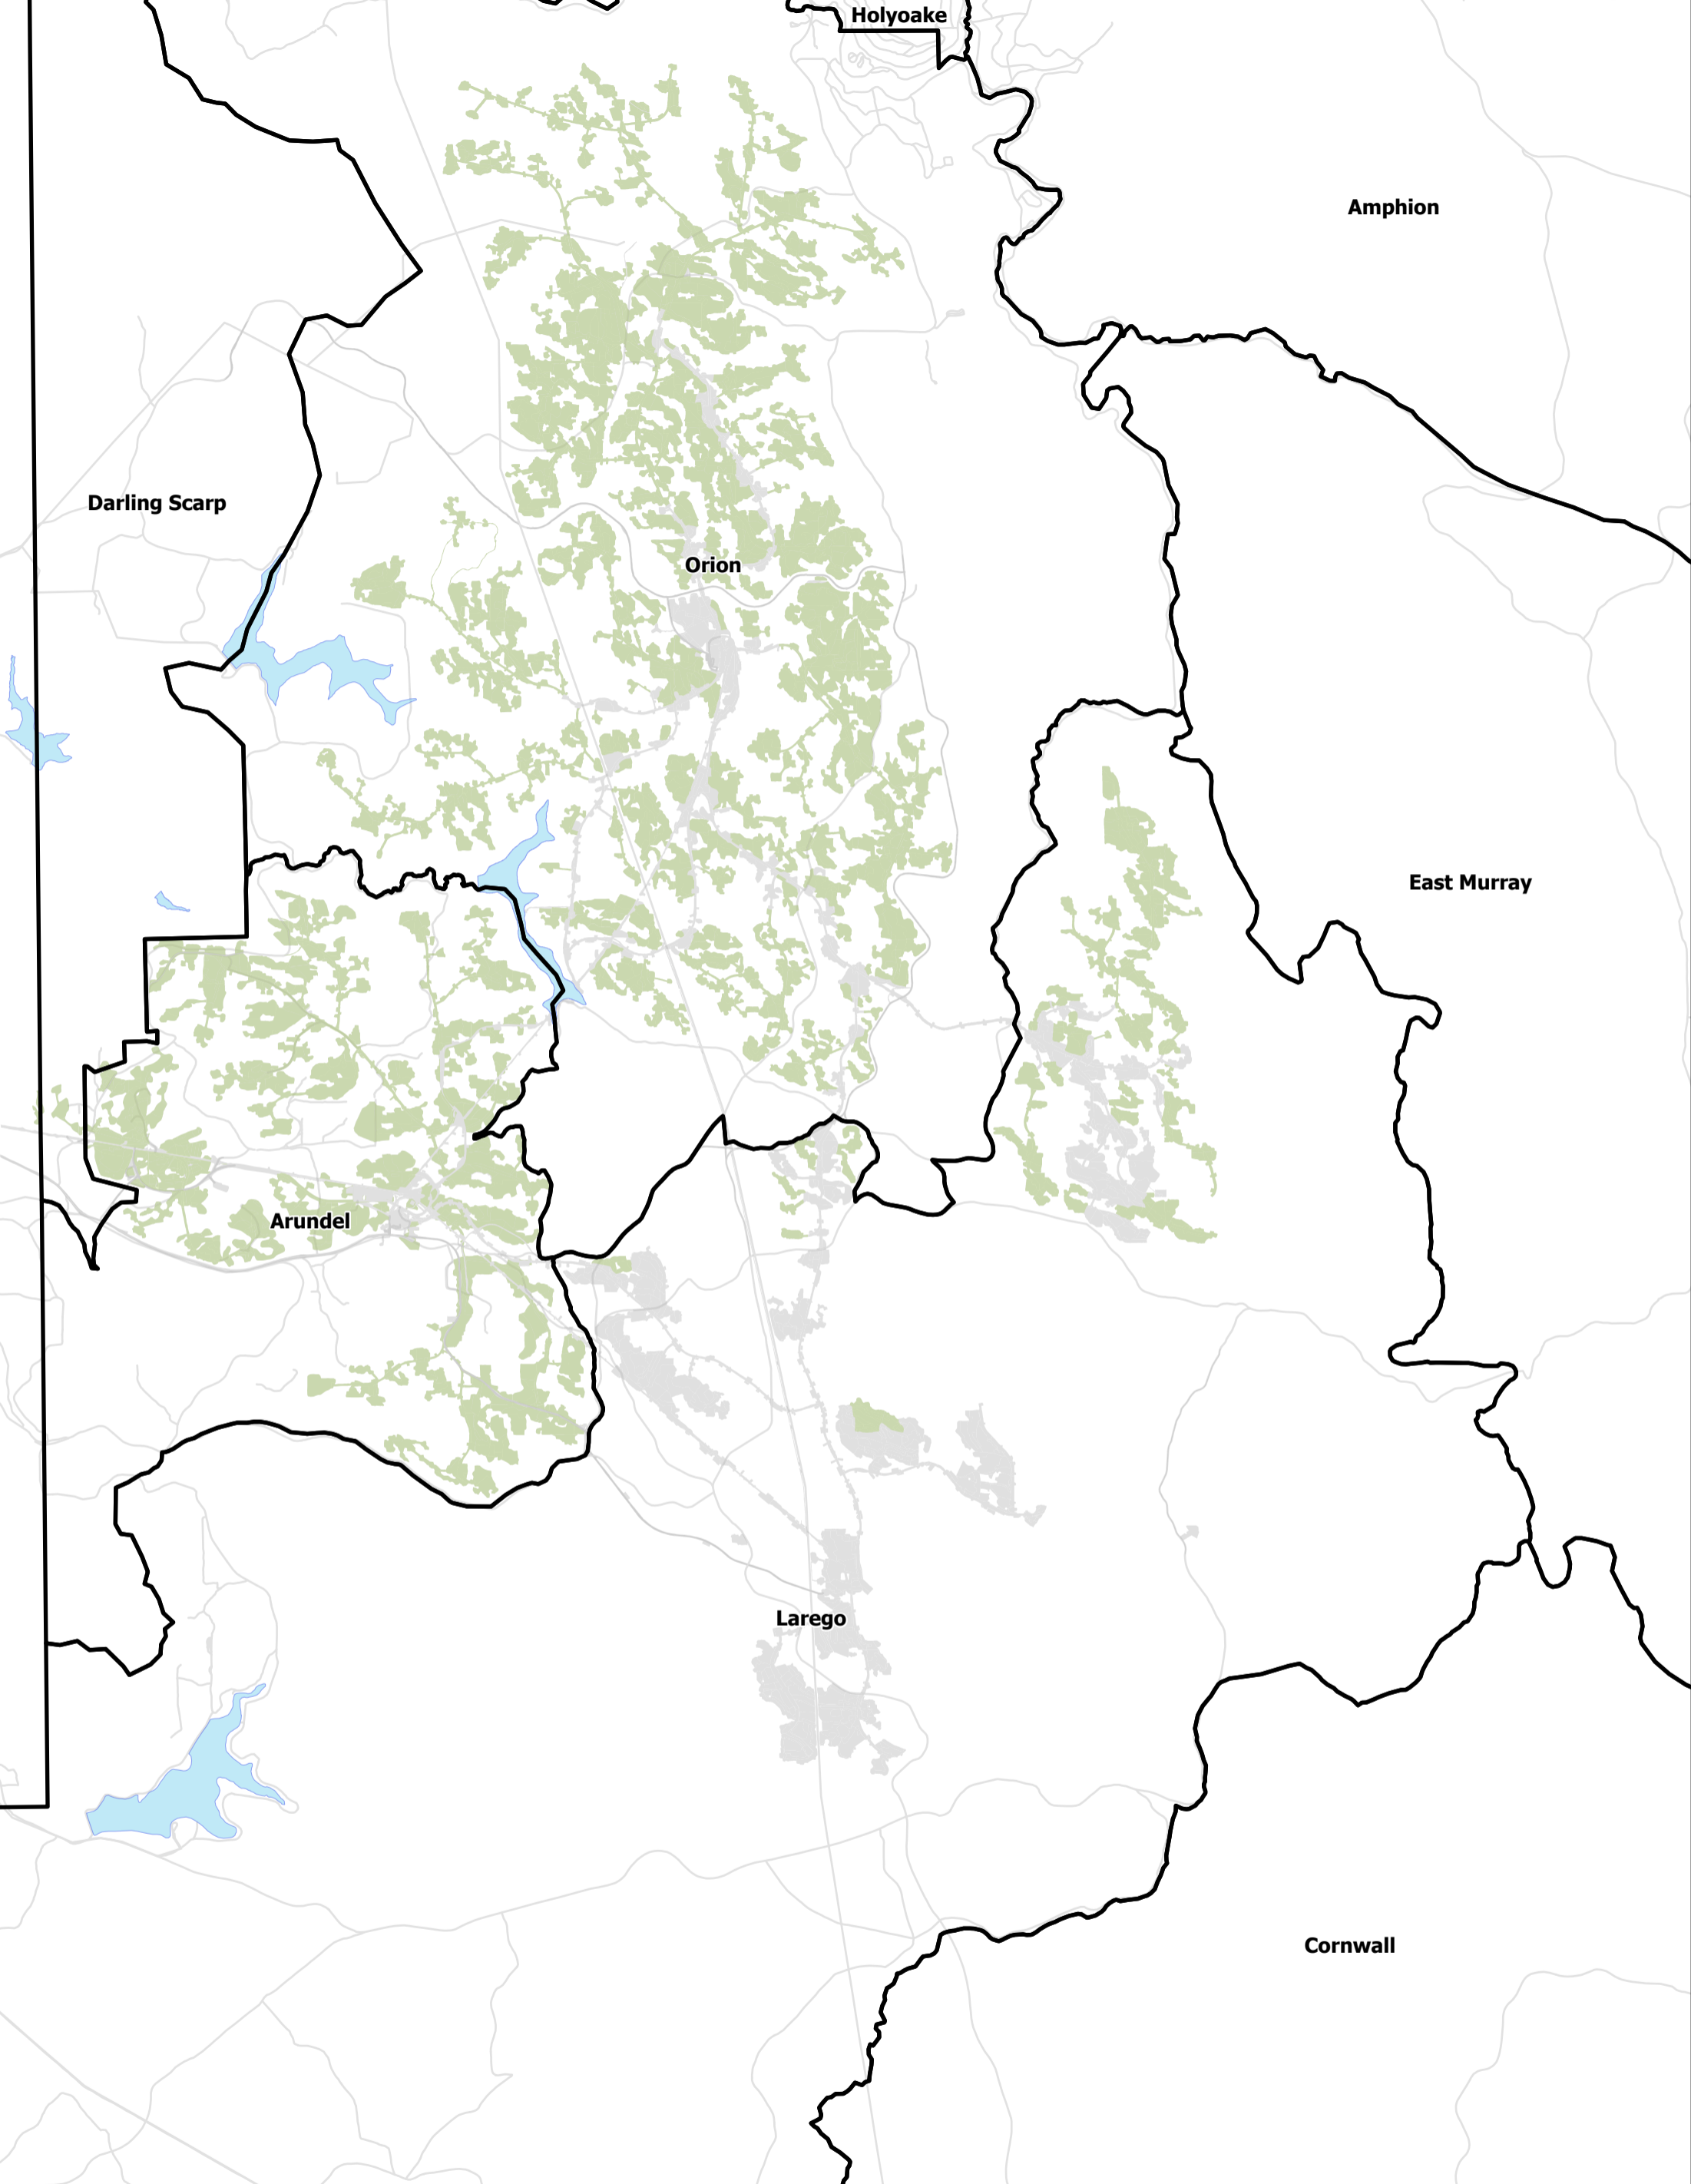 Holyoake
Amphion
Darling Scarp
Orion
East Murray
Arundel
Larego
Cornwall